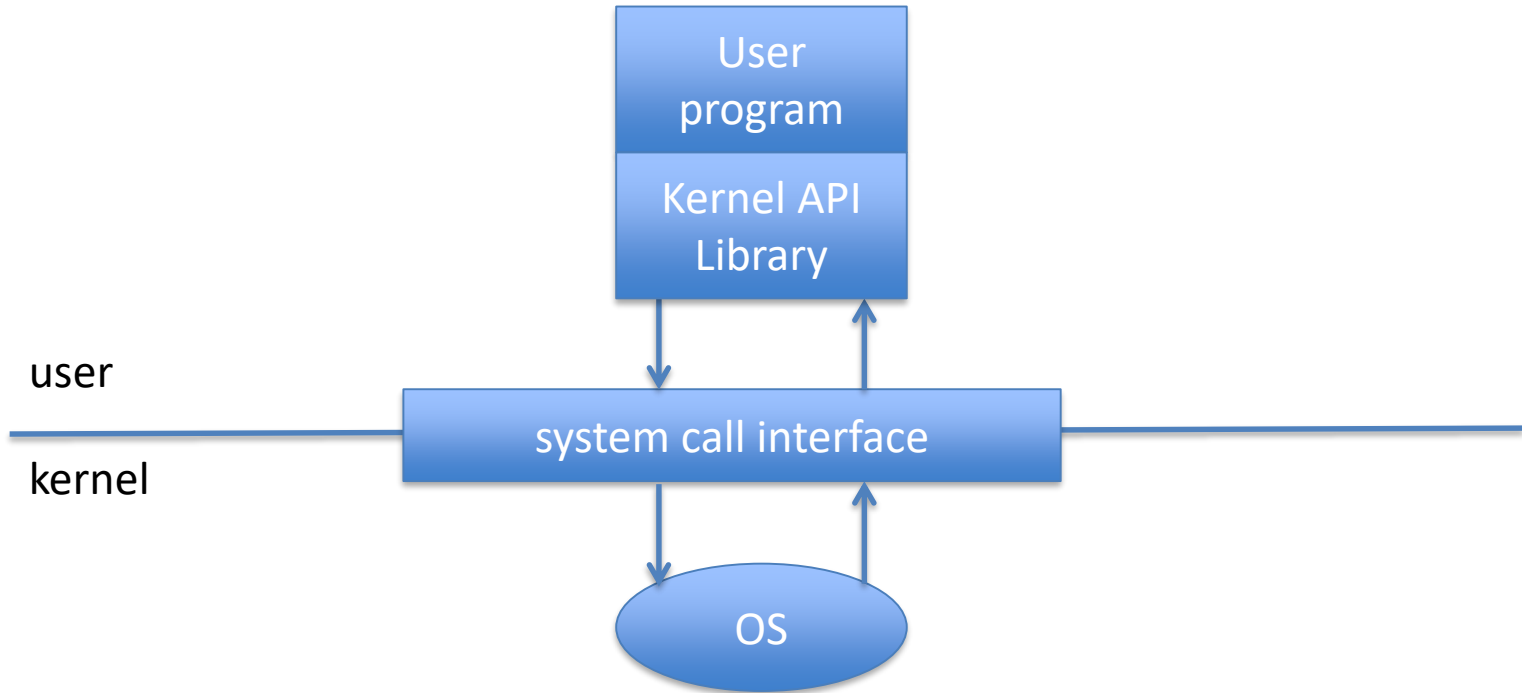 User
program
Kernel API
Library
user
system call interface
kernel
OS